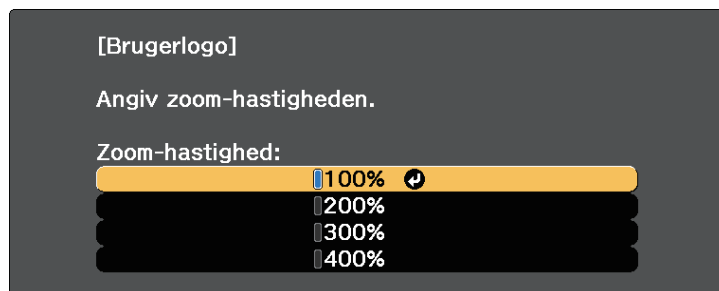 [Brugerlogo]
Angiv zoom-hastigheden.
Zoom-hastighed:
100%
200%
300%
400%